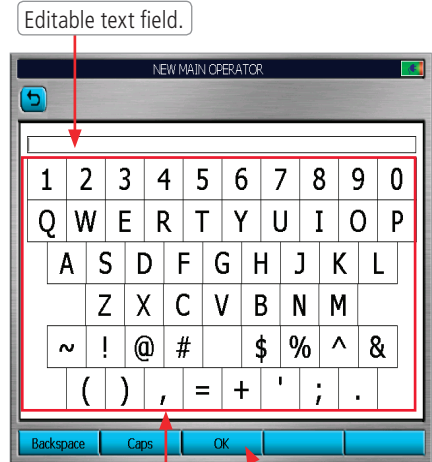 Editable text field.
NEW MAIN OPERATOR
1 2 3 4 5 6 7 8 9 0
Q W E R T Y U I O P
A S D F G H J K L
Z X C V B N M
~ ! @ # $ % ^ &
( ) , = + ' ; .
Backspace Caps OK